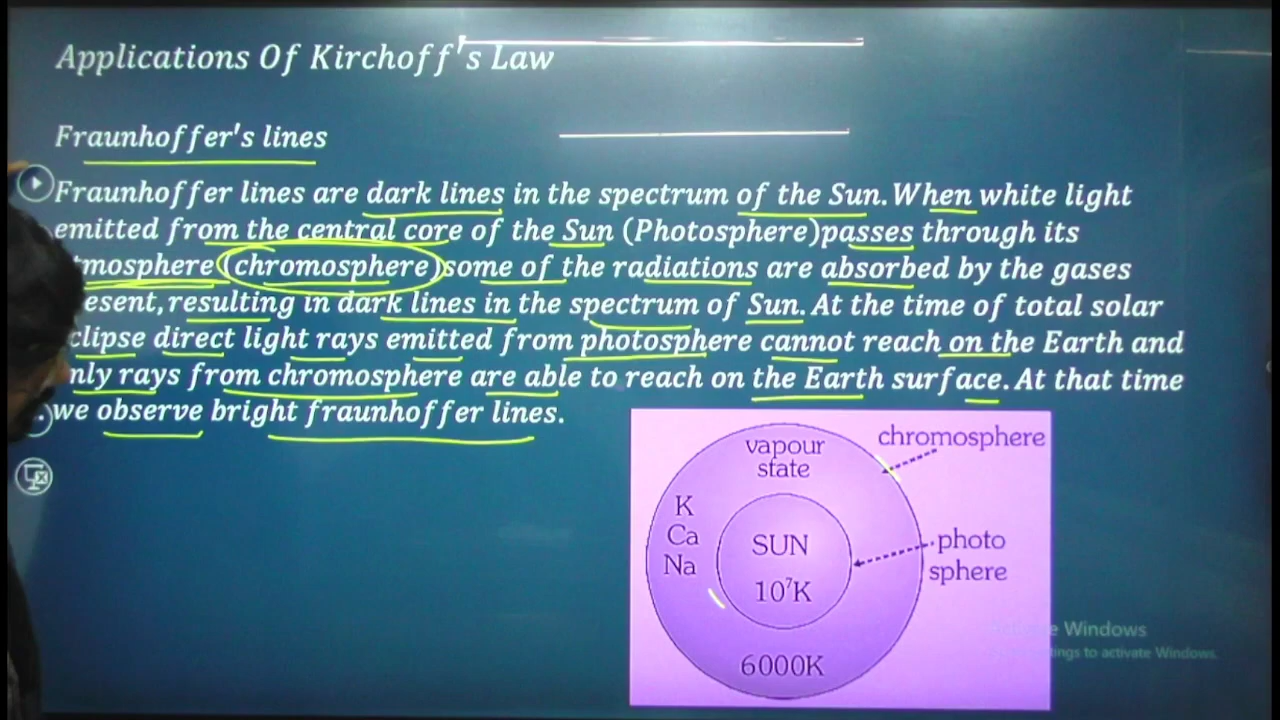 Applications Of Kirchoff's Law
Fraunhoffer's lines
Fraunhoffer lines are dark lines in the spectrum of the Sun. When white light
emitted from the central core of the Sun (Photosphere)passes through its
tmosphere (chromosphere)some of the radiations are absorbed by the gases
esent, resulting in dark lines in the spectrum of Sun. At the time of total solar
clipse direct light rays emitted from photosphere cannot reach on the Earth and
nly rays from chromosphere are able to reach on the Earth surface. At that time
we observe bright fraunhoffer lines.
vapour
state
chromosphere
K
Ca
Na
SUN
10⁷K
photo
sphere
6000K
Windows
to activate Windows.